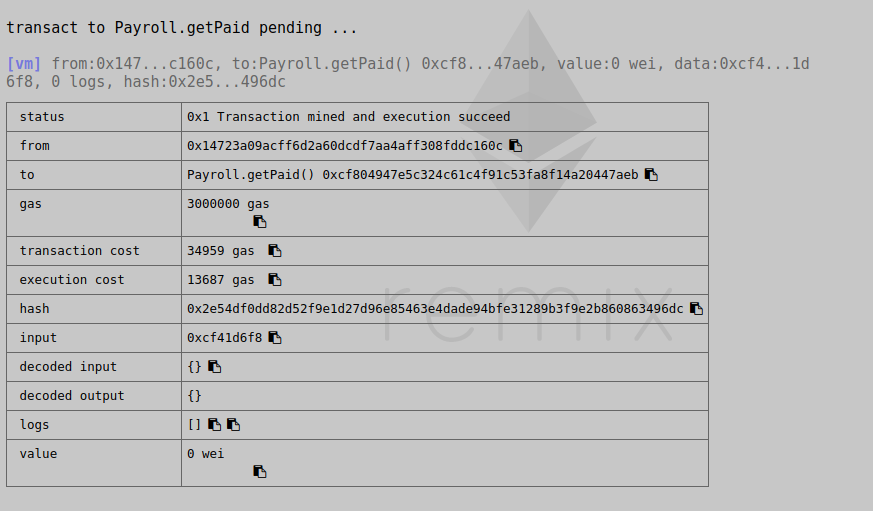 transact to Payroll.getPaid pending ...
[vm] from:0x147...c160c, to:Payroll.getPaid() 0xcf8...47aeb, value:0 wei, data:0xcf4...1d
6f8, 0 logs, hash:0x2e5...496dc
status 0x1 Transaction mined and execution succeed
from 0x14723a09acff6d2a60dcdf7aa4aff308fddc160c
to Payroll.getPaid() 0xcf804947e5c324c61c4f91c53fa8f14a20447aeb
gas 3000000 gas
transaction cost 34959 gas
execution cost 13687 gas
remix
hash 0x2e54df0dd82d52f9e1d27d96e85463e4dade94bfe31289b3f9e2b860863496dc
input 0xcf41d6f8
decoded input {}
decoded output {}
logs []
value 0 wei